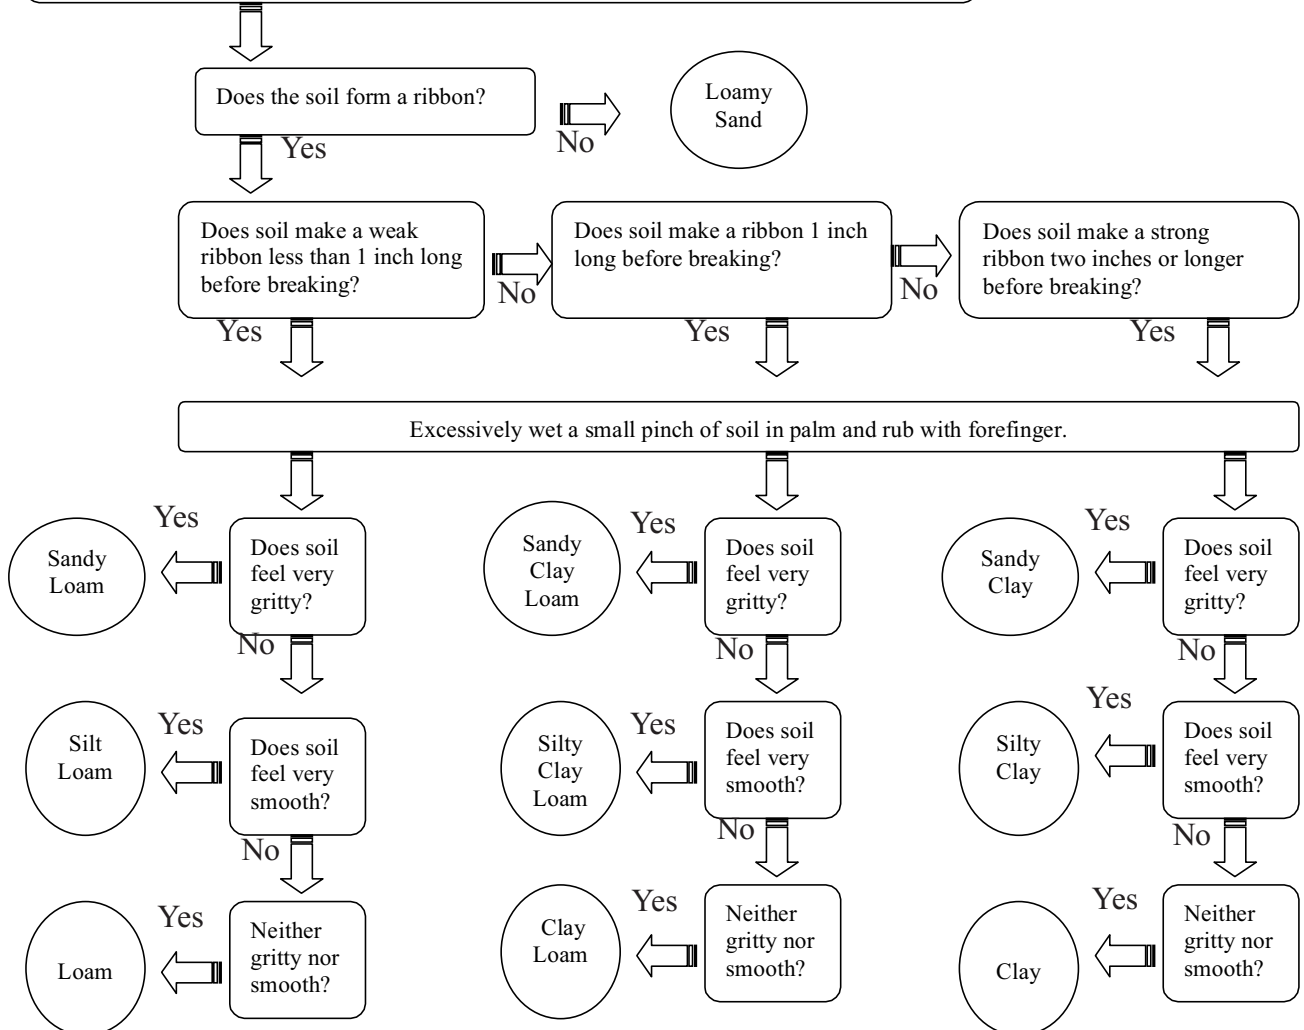 Does the soil form a ribbon?
Loamy
Sand
No
Yes
Does soil make a weak
ribbon less than 1 inch long
before breaking?
No
Does soil make a ribbon 1 inch
long before breaking?
No
Does soil make a strong
ribbon two inches or longer
before breaking?
Yes
Yes
Yes
Excessively wet a small pinch of soil in palm and rub with forefinger.
Sandy
Loam
Yes
Does soil
feel very
gritty?
No
Sandy
Clay
Loam
Yes
Does soil
feel very
gritty?
No
Sandy
Clay
Yes
Does soil
feel very
gritty?
No
Silt
Loam
Yes
Does soil
feel very
smooth?
No
Silty
Clay
Loam
Yes
Does soil
feel very
smooth?
No
Silty
Clay
Yes
Does soil
feel very
smooth?
No
Loam
Yes
Neither
gritty nor
smooth?
Clay
Loam
Yes
Neither
gritty nor
smooth?
Clay
Yes
Neither
gritty nor
smooth?